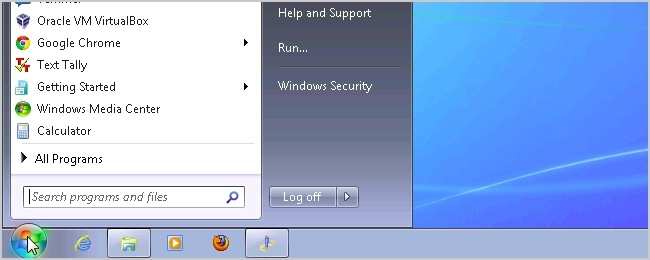 Oracle VM VirtualBox
Google Chrome
Text Tally
Getting Started
Windows Media Center
Calculator
All Programs
Search programs and files
Help and Support
Run...
Windows Security
Log off